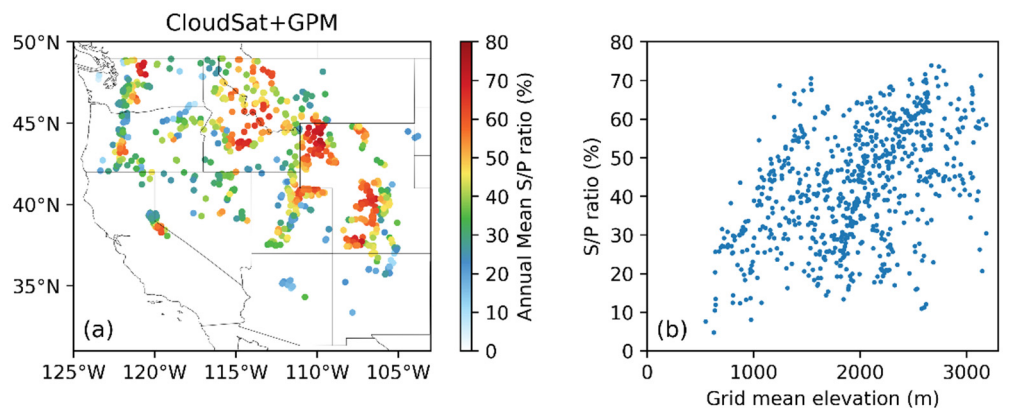 CloudSat+GPM
50°N
45°N
40°N
35°N
(a)
125°W 120°W 115°W 110°W 105°W
80
70
60
50
40
30
20
10
0
Annual Mean S/P ratio (%)
80
70
60
50
40
30
20
10
0
S/P ratio (%)
(b)
0 1000 2000 3000
Grid mean elevation (m)